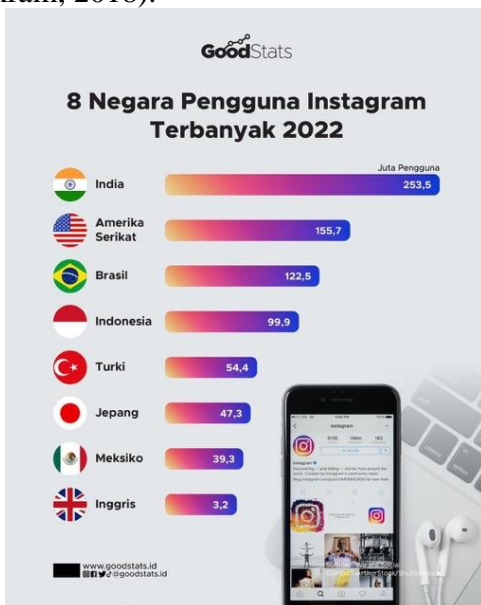 GoodStats
8 Negara Pengguna Instagram
Terbanyak 2022
Juta Pengguna
India
253,5
Amerika
Serikat
155,7
Brasil
122,5
Indonesia
99,9
Turki
54,4
Jepang
47,3
Meksiko
39,3
Inggris
3,2
instagram
Instagram
www.goodstats.id
@goodstats.id